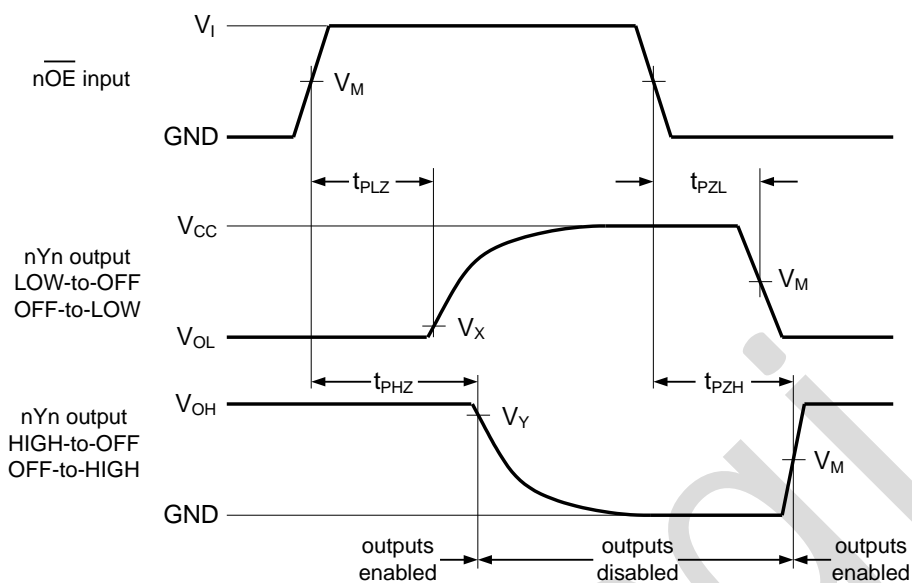 V_I
nOE input
V_M
GND
t_PLZ
t_PZL
V_CC
nYn output
LOW-to-OFF
OFF-to-LOW
V_M
V_X
V_OL
t_PHZ
t_PZH
V_OH
nYn output
HIGH-to-OFF
OFF-to-HIGH
V_Y
V_M
GND
outputs
enabled
outputs
disabled
outputs
enabled